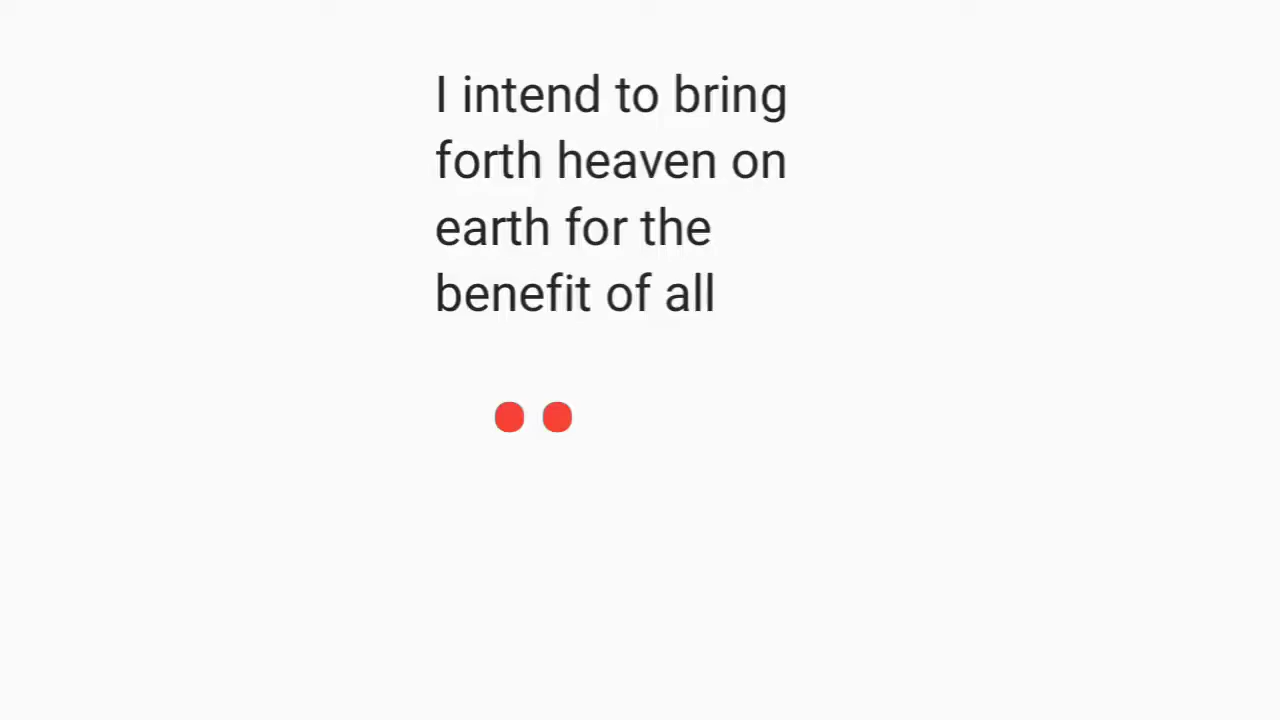 I intend to bring
forth heaven on
earth for the
benefit of all